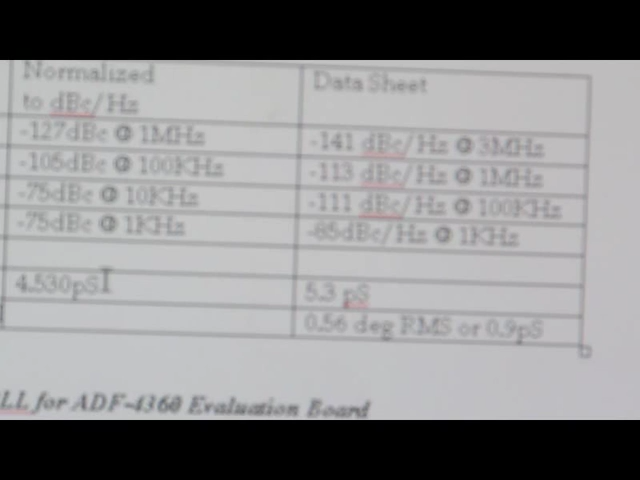 Normalized
to dBc/Hz
Data Sheet
-127dBc @ 1MHz
-141 dBc/Hz @ 3MHz
-105dBc @ 100KHz
-113 dBc/Hz @ 1MHz
-75dBc @ 10KHz
-111 dBc/Hz @ 100KHz
-75dBc @ 1KHz
-85dBc/Hz @ 1KHz
4.530pS
5.3 pS
0.56 deg RMS or 0.9pS
LL for ADF-4360 Evaluation Board